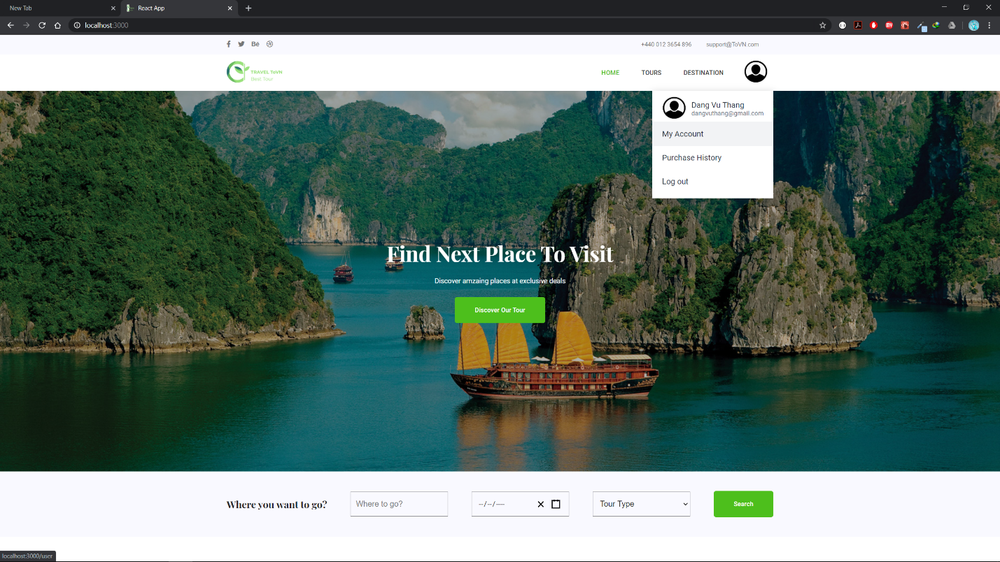 New Tab
React App
localhost:3000
+440 012 3654 896 support@ToVN.com
TRAVEL ToVN
Best Tour
HOME TOURS DESTINATION
Dang Vu Thang
dangvuthang@gmail.com
My Account
Purchase History
Log out
Find Next Place To Visit
Discover amzaing places at exclusive deals
Discover Our Tour
Where you want to go? Where to go? --/--/---- Tour Type Search
localhost:3000/user